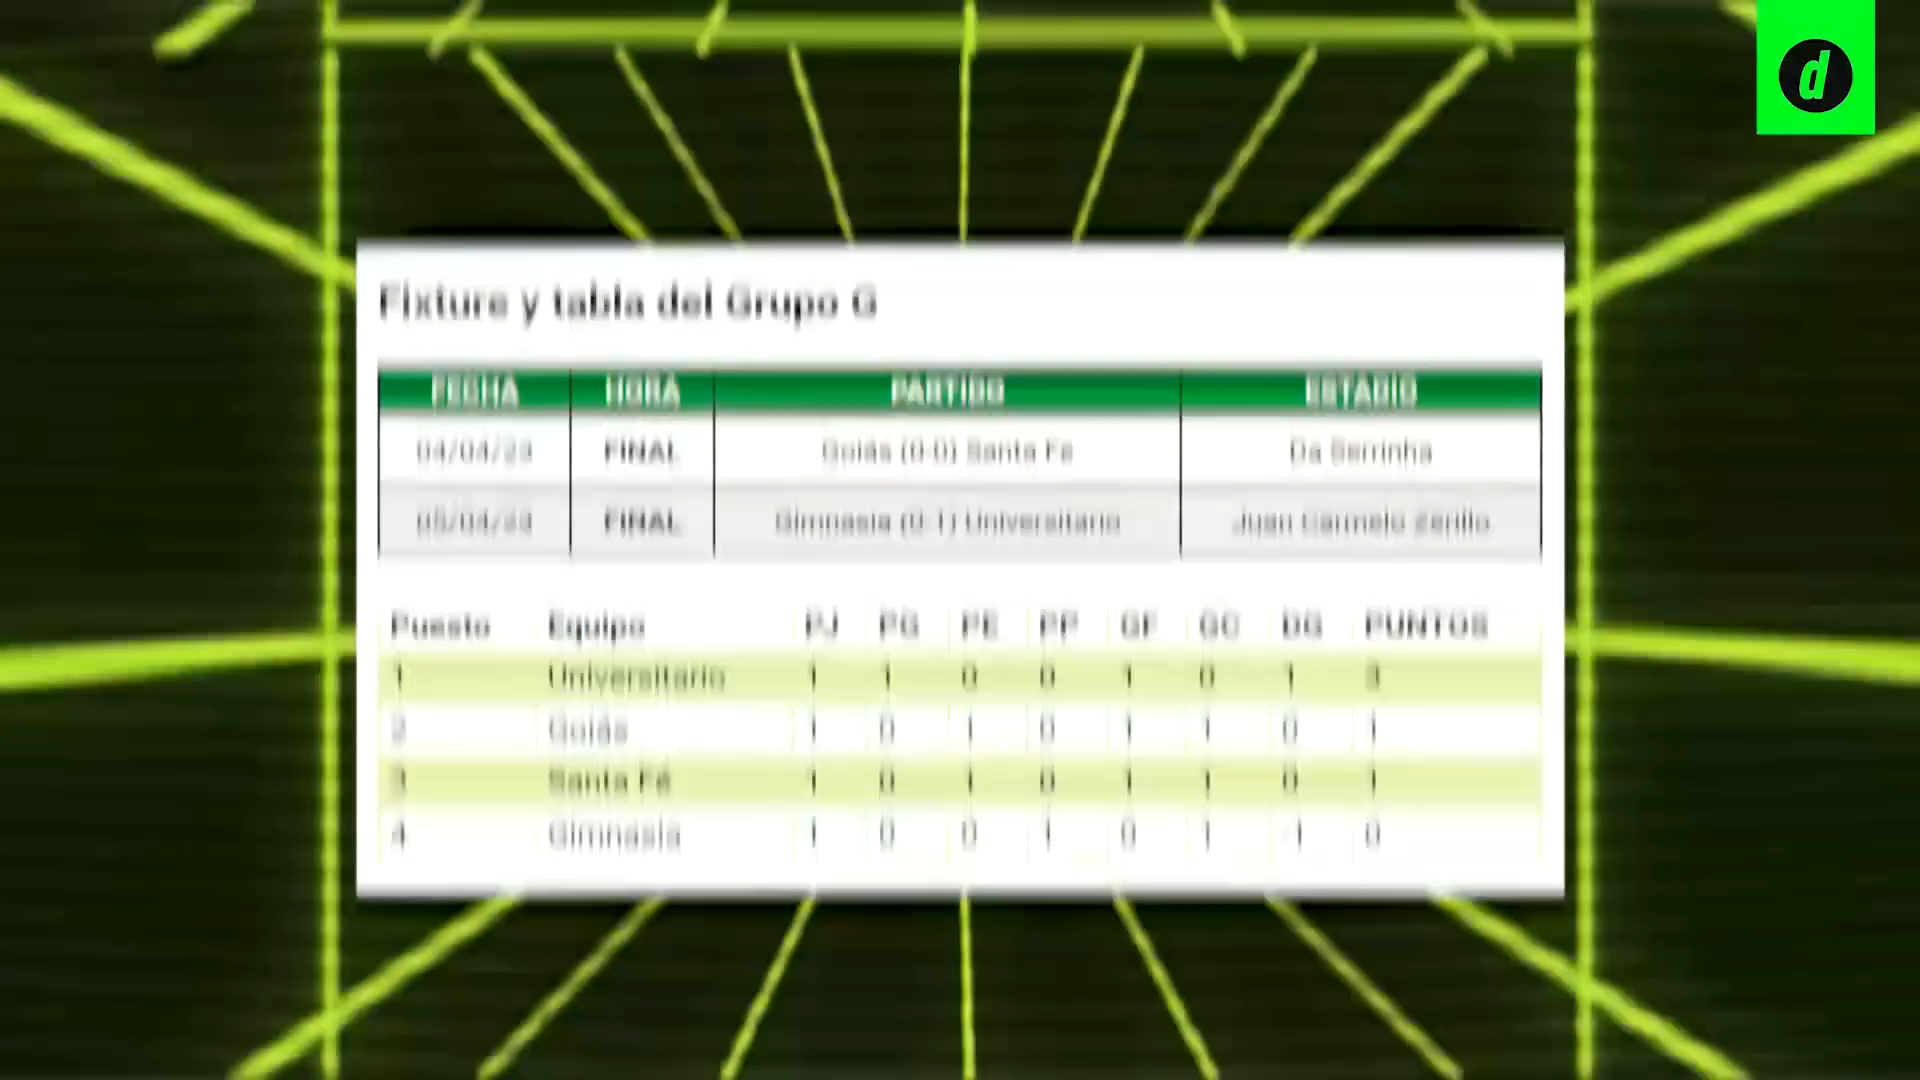 d
Fixture y tabla del Grupo G
FECHA HORA PARTIDO ESTADIO
04/04/23 FINAL Goiás (0-0) Santa Fe Da Serrinha
05/04/23 FINAL Gimnasia (0-1) Universitario Juan Carmelo Zerillo
Puesto Equipo PJ PG PE PP GF GC DG PUNTOS
1 Universitario 1 1 0 0 1 0 1 3
2 Goiás 1 0 1 0 1 1 0 1
3 Santa Fé 1 0 1 0 1 1 0 1
4 Gimnasia 1 0 0 1 0 1 -1 0